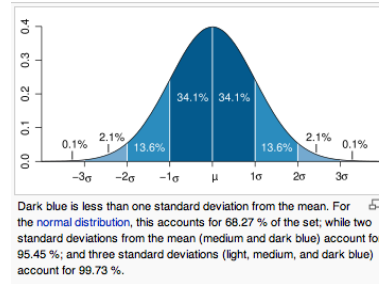 0.4
0.3
0.2
0.1
0.0
34.1% 34.1%
0.1% 2.1% 13.6% 13.6% 2.1% 0.1%
−3σ −2σ −1σ μ 1σ 2σ 3σ
Dark blue is less than one standard deviation from the mean. For
the normal distribution, this accounts for 68.27 % of the set; while two
standard deviations from the mean (medium and dark blue) account for
95.45 %; and three standard deviations (light, medium, and dark blue)
account for 99.73 %.